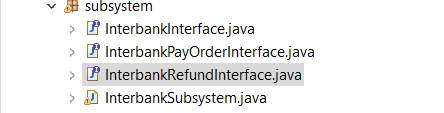 subsystem
InterbankInterface.java
InterbankPayOrderInterface.java
InterbankRefundInterface.java
InterbankSubsystem.java